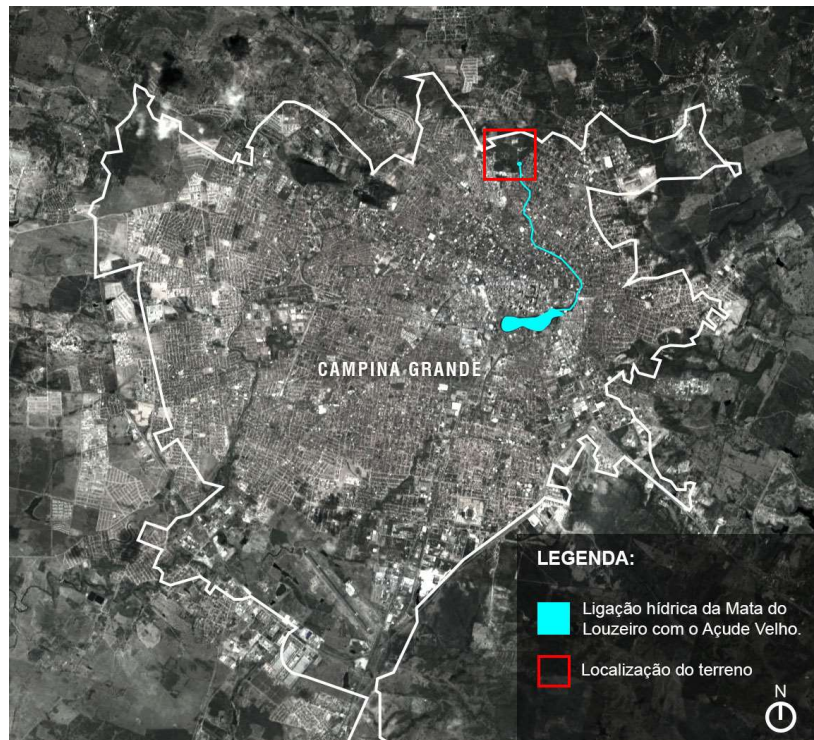 CAMPINA GRANDE
LEGENDA:
Ligação hídrica da Mata do
Louzeiro com o Açude Velho.
Localização do terreno
N